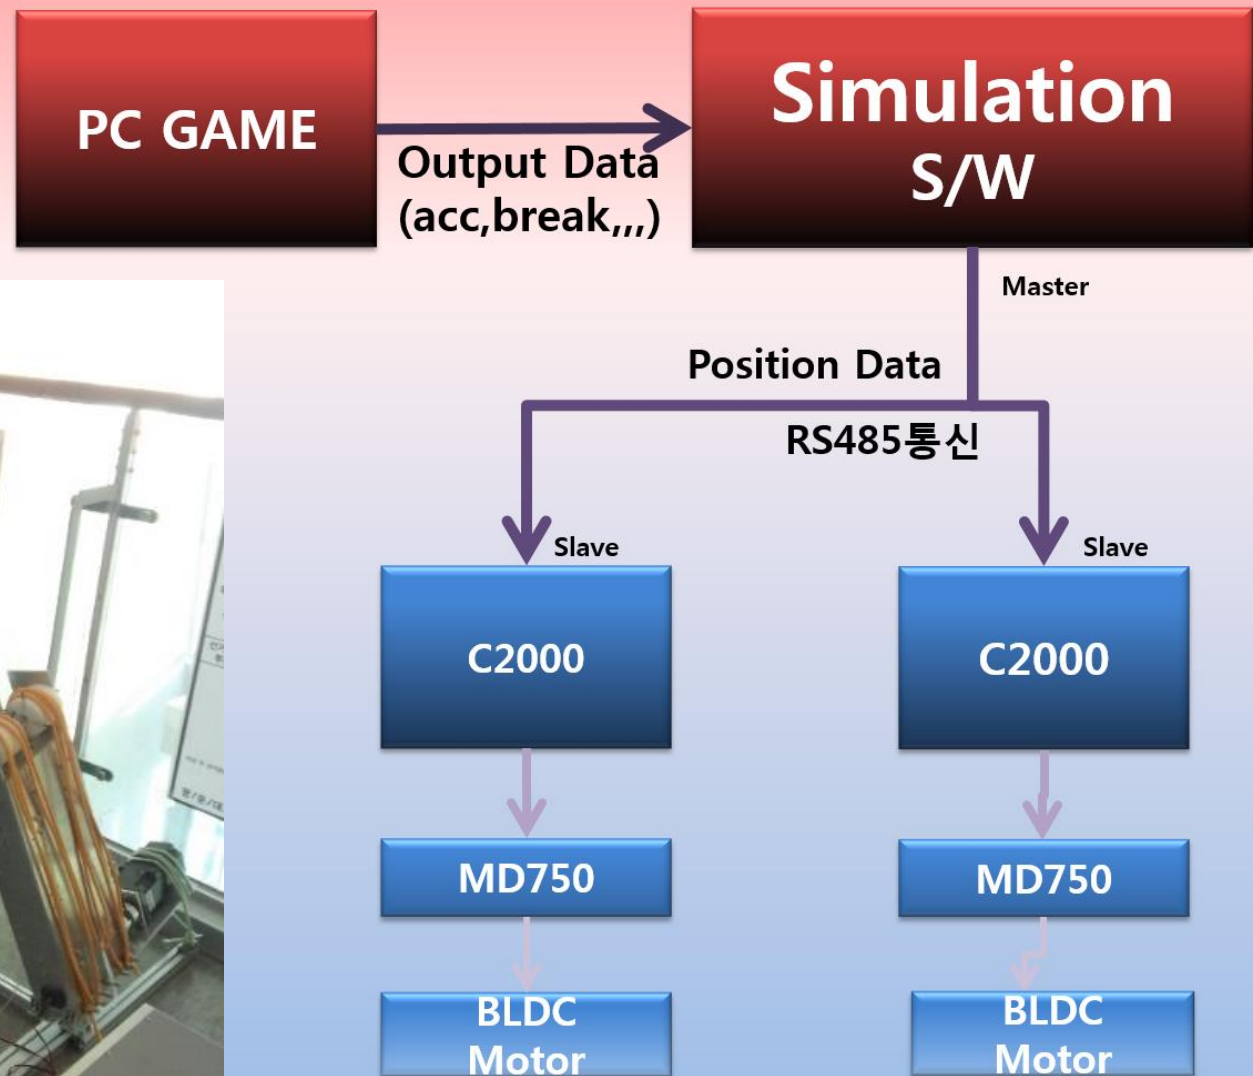 PC GAME
Simulation
S/W
Output Data
(acc,break,,,)
Master
Position Data
RS485통신
Slave
Slave
C2000
C2000
MD750
MD750
BLDC
Motor
BLDC
Motor